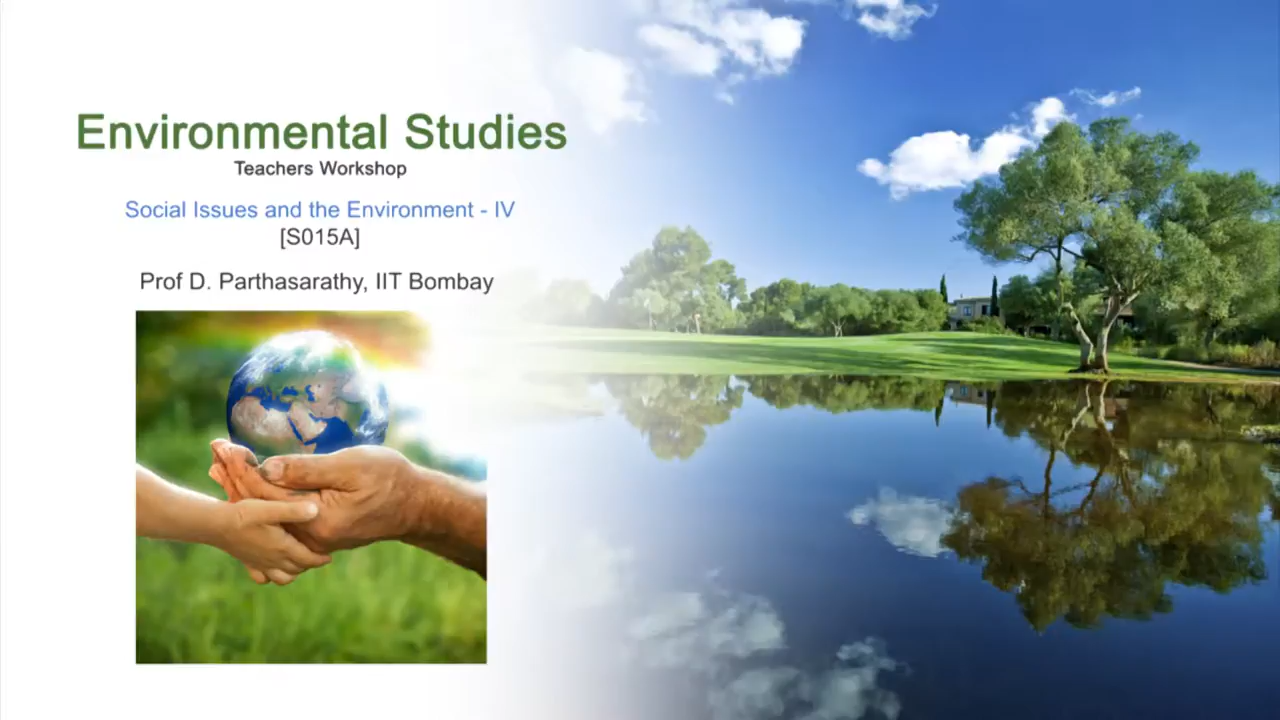 Environmental Studies
Teachers Workshop
Social Issues and the Environment - IV
[S015A]
Prof D. Parthasarathy, IIT Bombay